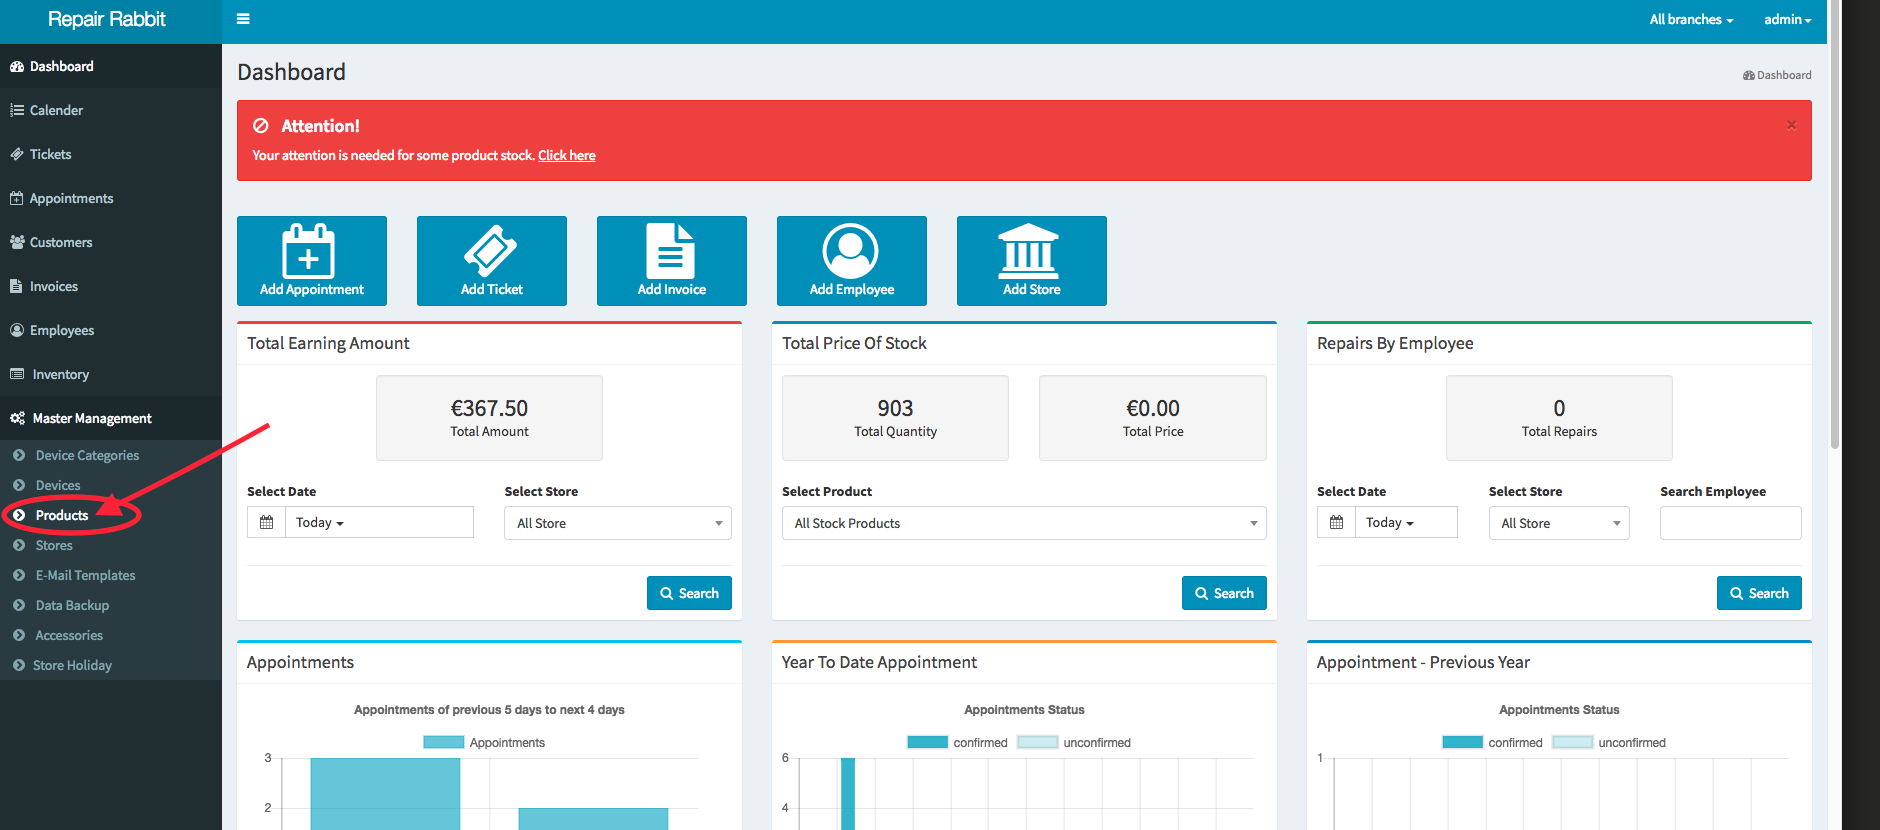 Repair Rabbit
All branches
admin
Dashboard
Calender
Tickets
Appointments
Customers
Invoices
Employees
Inventory
Master Management
Device Categories
Devices
Products
Stores
E-Mail Templates
Data Backup
Accessories
Store Holiday
Dashboard
Dashboard
Attention!
×
Your attention is needed for some product stock. Click here
Add Appointment
Add Ticket
Add Invoice
Add Employee
Add Store
Total Earning Amount
€367.50
Total Amount
Select Date
Select Store
Today
All Store
Search
Total Price Of Stock
903
Total Quantity
€0.00
Total Price
Select Product
All Stock Products
Search
Repairs By Employee
0
Total Repairs
Select Date
Select Store
Search Employee
Today
All Store
Search
Appointments
Appointments of previous 5 days to next 4 days
Appointments
3
2
Year To Date Appointment
Appointments Status
confirmed
unconfirmed
6
4
Appointment - Previous Year
Appointments Status
confirmed
unconfirmed
1